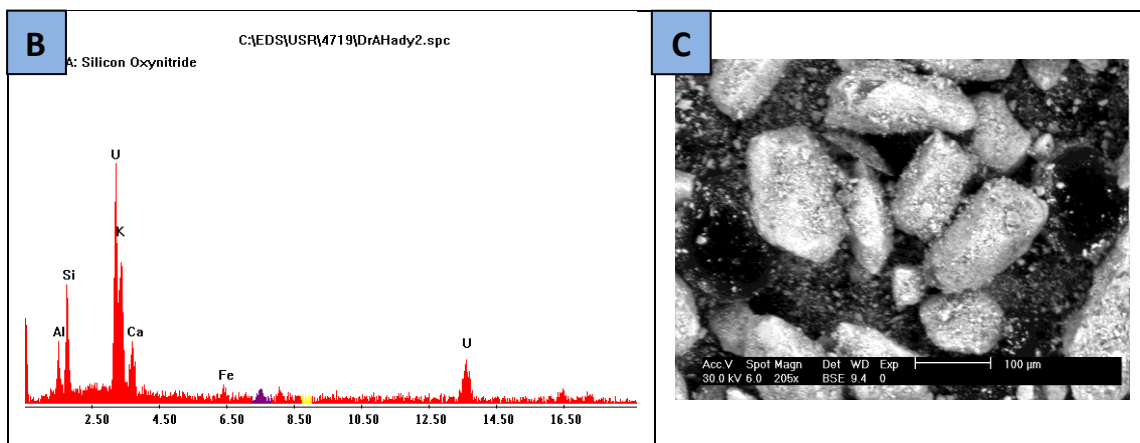 B
C:\EDS\USR\4719\DrAHady2.spc
A: Silicon Oxynitride
U
K
Si
Al
Ca
Fe
U
2.50 4.50 6.50 8.50 10.50 12.50 14.50 16.50
C
Acc.V Spot Magn Det WD Exp 100 µm
30.0 kV 6.0 205x BSE 9.4 0